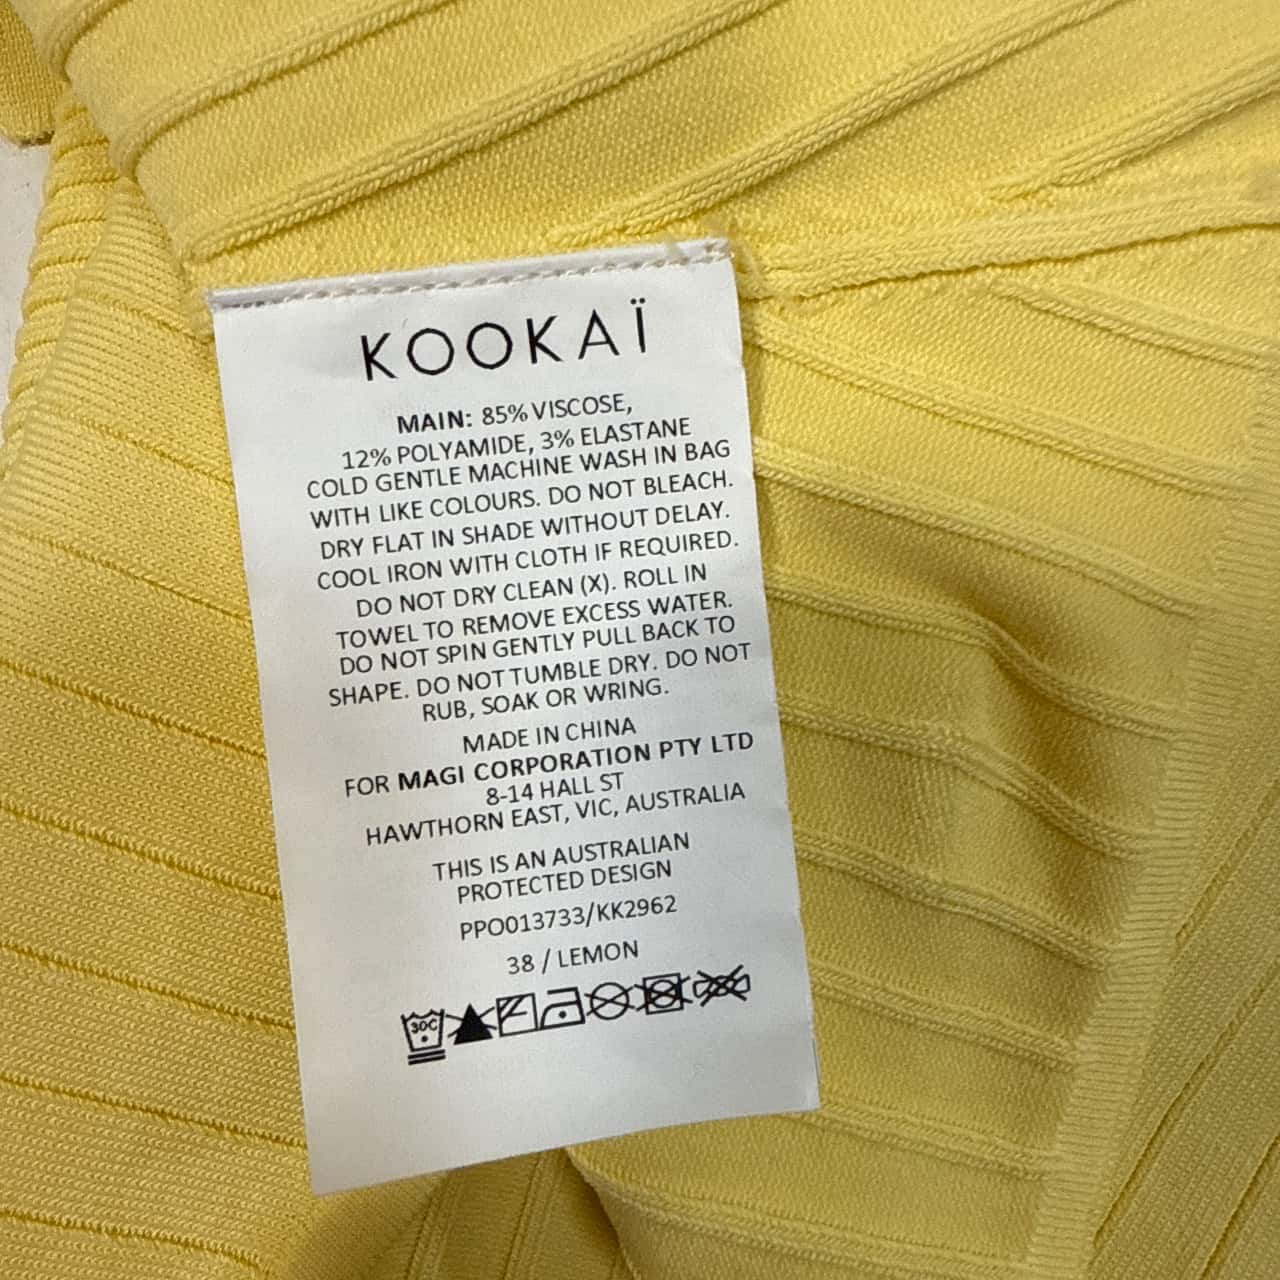 KOOKAÏ
MAIN: 85% VISCOSE,
12% POLYAMIDE, 3% ELASTANE
COLD GENTLE MACHINE WASH IN BAG
WITH LIKE COLOURS. DO NOT BLEACH.
DRY FLAT IN SHADE WITHOUT DELAY.
COOL IRON WITH CLOTH IF REQUIRED.
DO NOT DRY CLEAN (X). ROLL IN
TOWEL TO REMOVE EXCESS WATER.
DO NOT SPIN GENTLY PULL BACK TO
SHAPE. DO NOT TUMBLE DRY. DO NOT
RUB, SOAK OR WRING.
MADE IN CHINA
FOR MAGI CORPORATION PTY LTD
8-14 HALL ST
HAWTHORN EAST, VIC, AUSTRALIA
THIS IS AN AUSTRALIAN
PROTECTED DESIGN
PPO013733/KK2962
38 / LEMON
30C